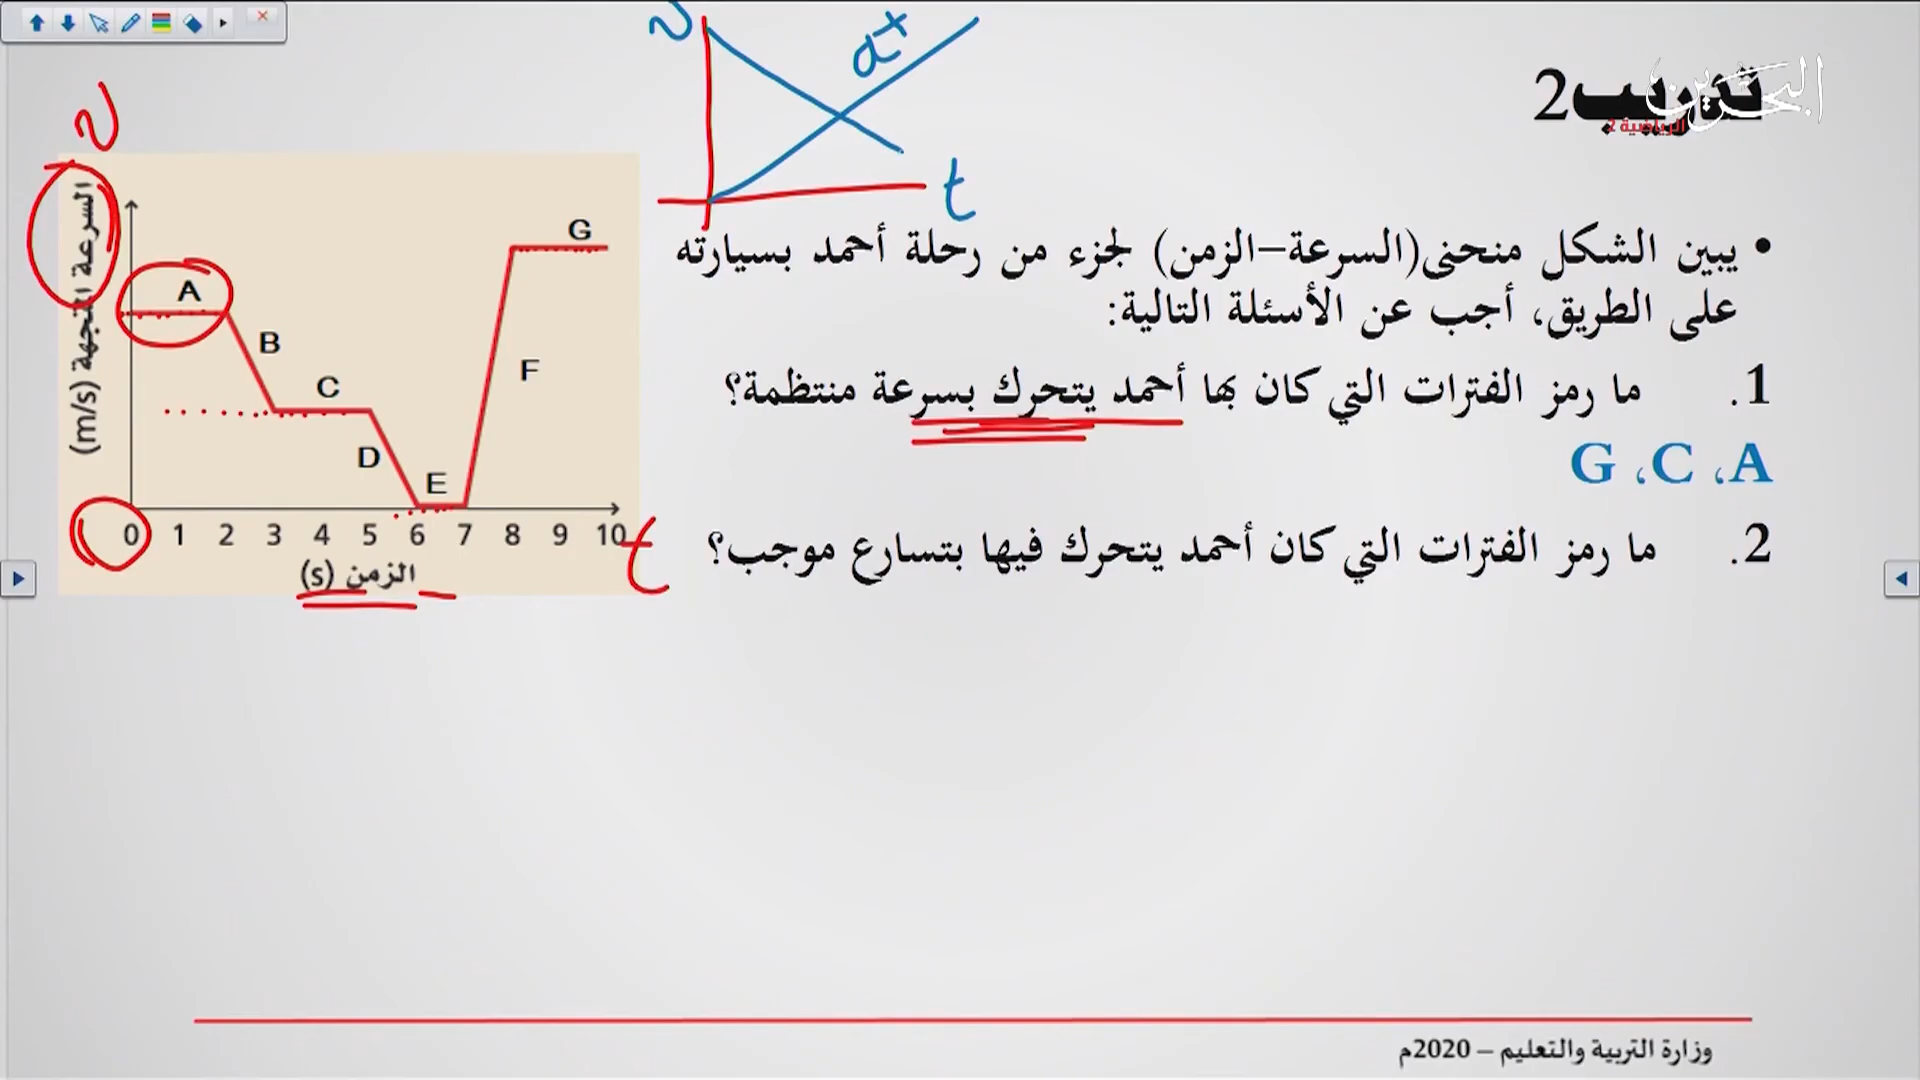 تدريب2
البحرين
الرياضية 2
v
a+
t
v
السرعة المتجهة (m/s)
A
B
C
D
E
F
G
0 1 2 3 4 5 6 7 8 9 10
t
الزمن (s)
• يبين الشكل منحنى(السرعة-الزمن) لجزء من رحلة أحمد بسيارته
على الطريق، أجب عن الأسئلة التالية:
1. ما رمز الفترات التي كان بها أحمد يتحرك بسرعة منتظمة؟
A، C، G
2. ما رمز الفترات التي كان أحمد يتحرك فيها بتسارع موجب؟
وزارة التربية والتعليم – 2020م